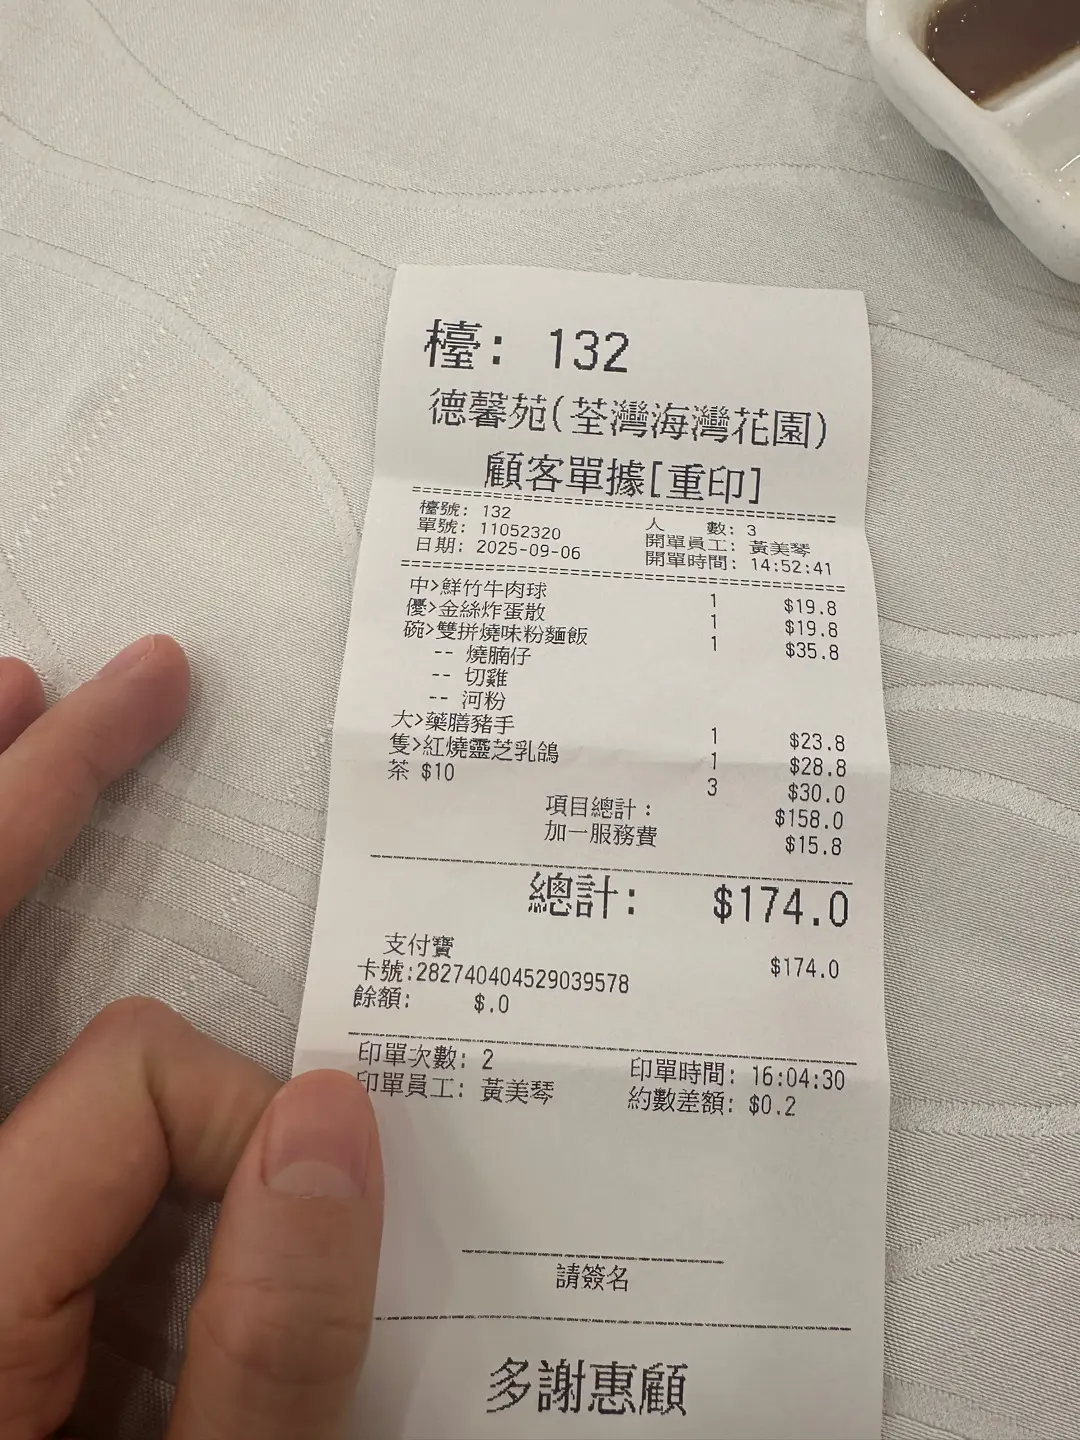 檯: 132
德馨苑(荃灣海灣花園)
顧客單據[重印]
檯號: 132 人 數: 3
單號: 11052320 開單員工: 黃美琴
日期: 2025-09-06 開單時間: 14:52:41
中>鮮竹牛肉球 1 $19.8
優>金絲炸蛋散 1 $19.8
碗>雙拼燒味粉麵飯 1 $35.8
-- 燒腩仔
-- 切雞
-- 河粉
大>藥膳豬手 1 $23.8
隻>紅燒靈芝乳鴿 1 $28.8
茶 $10 3 $30.0
項目總計: $158.0
加一服務費 $15.8
總計: $174.0
支付寶 $174.0
卡號:282740404529039578
餘額: $.0
印單次數: 2 印單時間: 16:04:30
印單員工: 黃美琴 約數差額: $0.2
請簽名
多謝惠顧